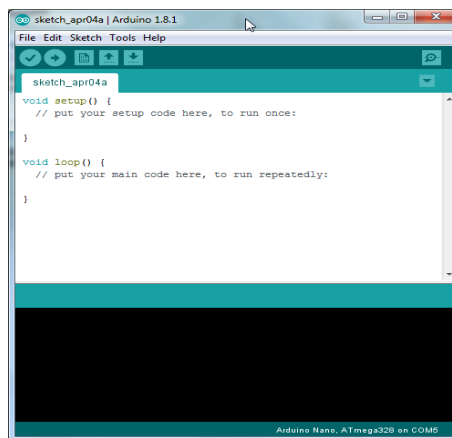 sketch_apr04a | Arduino 1.8.1
File Edit Sketch Tools Help
sketch_apr04a
void setup() {
// put your setup code here, to run once:
}
void loop() {
// put your main code here, to run repeatedly:
}
Arduino Nano, ATmega328 on COM5